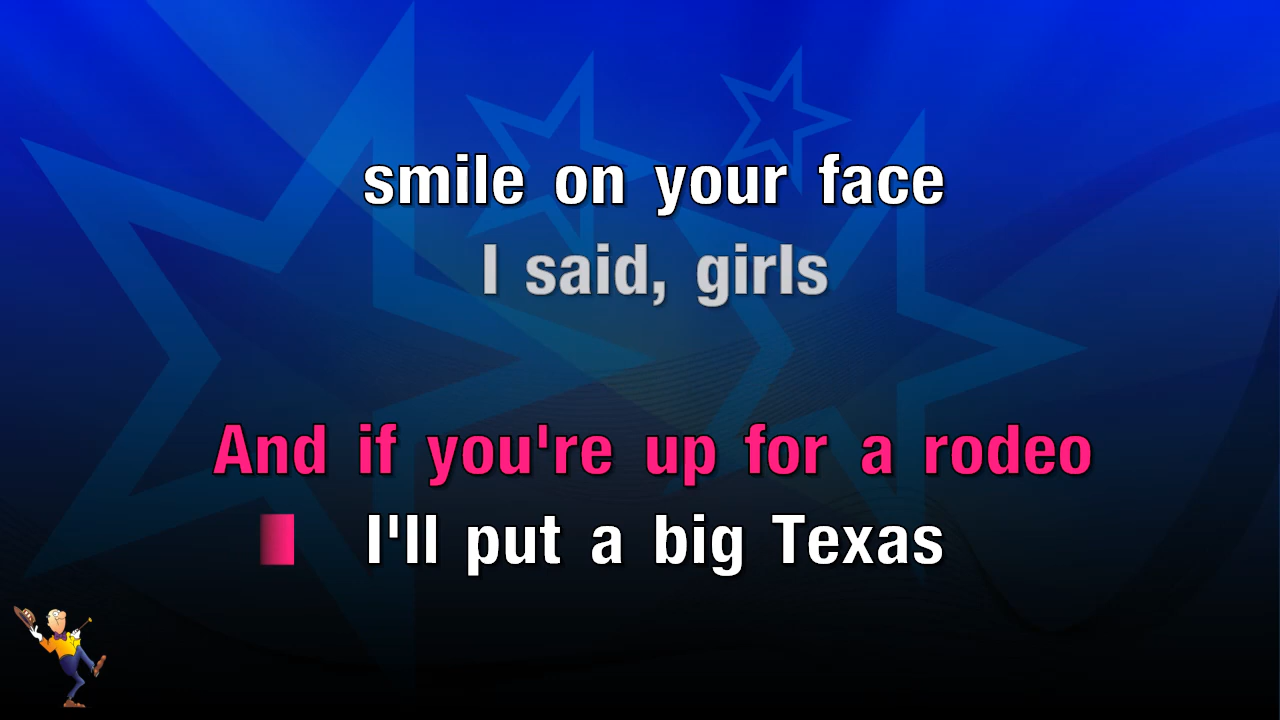 smile on your face
I said, girls
And if you're up for a rodeo
I'll put a big Texas